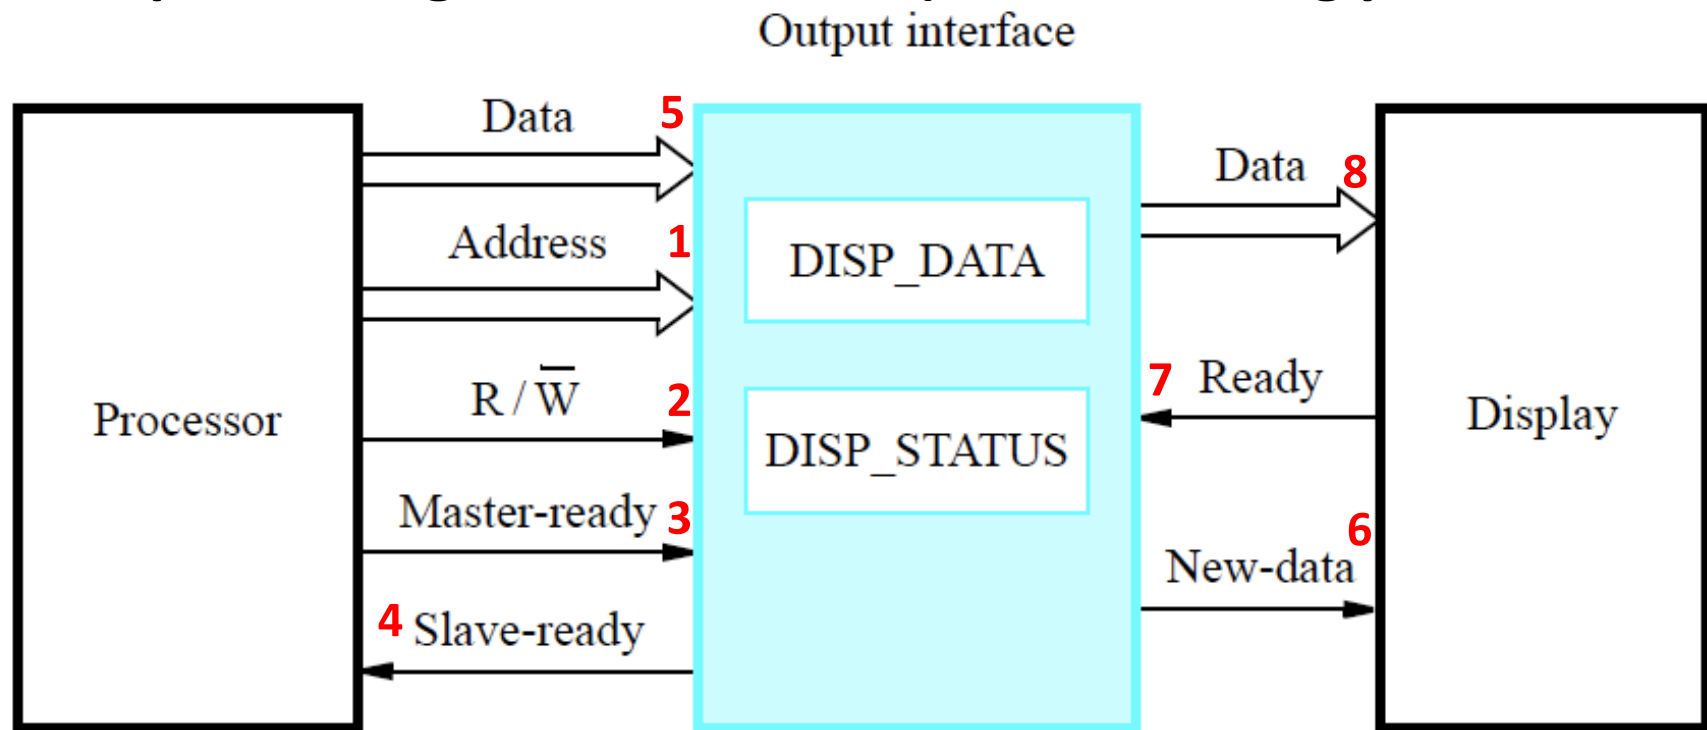 Output interface
Data 5
Data 8
Address 1
DISP_DATA
R / W̅ 2
7 Ready
Processor
DISP_STATUS
Display
Master-ready 3
6
New-data
4 Slave-ready